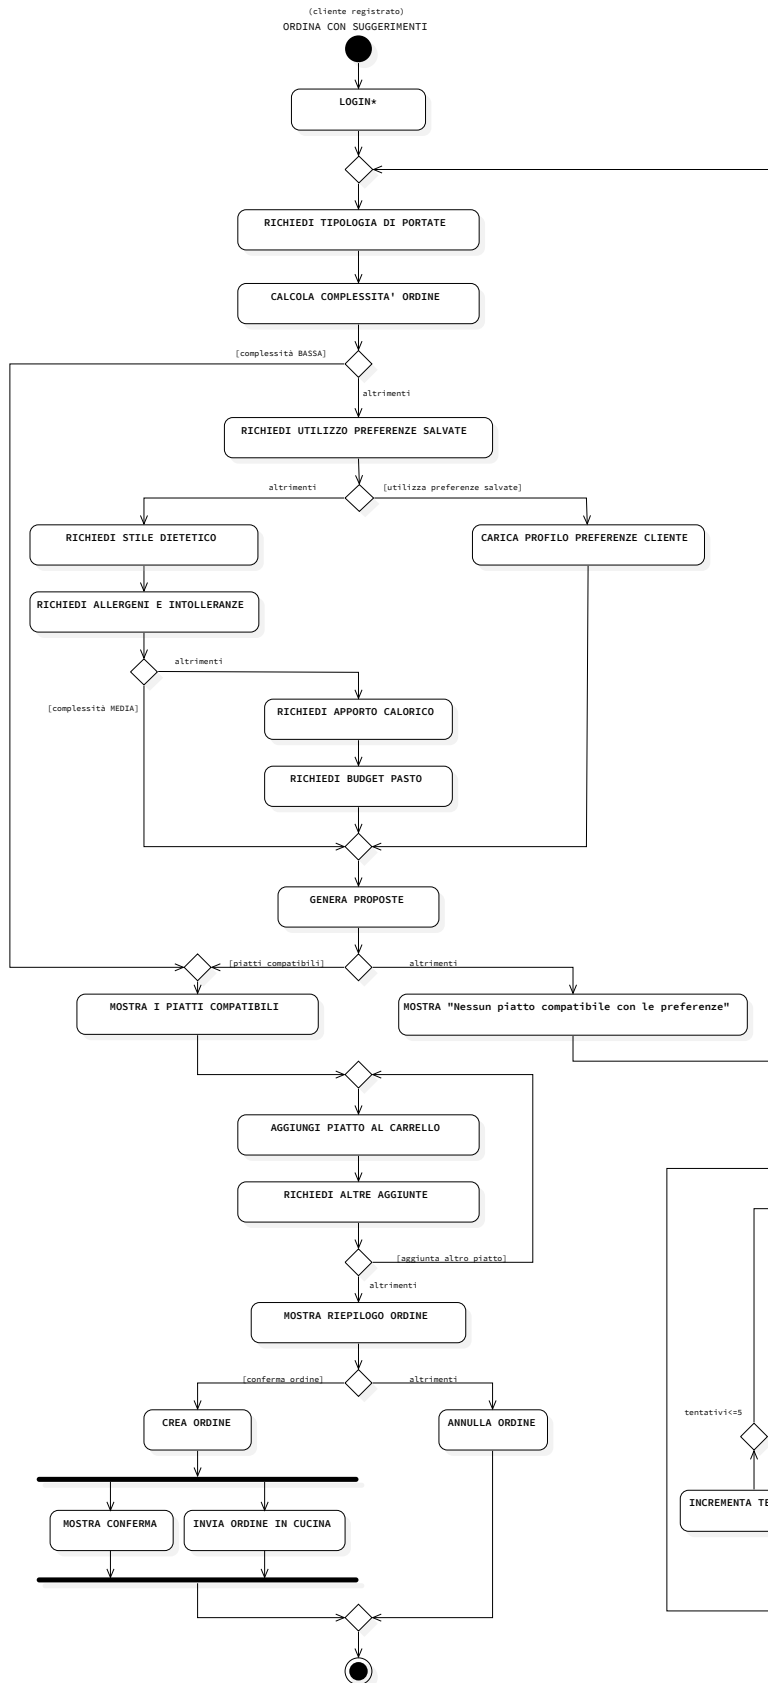 (cliente registrato)
ORDINA CON SUGGERIMENTI
LOGIN*
RICHIEDI TIPOLOGIA DI PORTATE
CALCOLA COMPLESSITA' ORDINE
[complessità BASSA]
altrimenti
RICHIEDI UTILIZZO PREFERENZE SALVATE
altrimenti
[utilizza preferenze salvate]
RICHIEDI STILE DIETETICO
CARICA PROFILO PREFERENZE CLIENTE
RICHIEDI ALLERGENI E INTOLLERANZE
altrimenti
[complessità MEDIA]
RICHIEDI APPORTO CALORICO
RICHIEDI BUDGET PASTO
GENERA PROPOSTE
[piatti compatibili]
altrimenti
MOSTRA I PIATTI COMPATIBILI
MOSTRA "Nessun piatto compatibile con le preferenze"
AGGIUNGI PIATTO AL CARRELLO
RICHIEDI ALTRE AGGIUNTE
[aggiunta altro piatto]
altrimenti
MOSTRA RIEPILOGO ORDINE
[conferma ordine]
altrimenti
CREA ORDINE
ANNULLA ORDINE
tentativi<=5
INCREMENTA TE
MOSTRA CONFERMA
INVIA ORDINE IN CUCINA